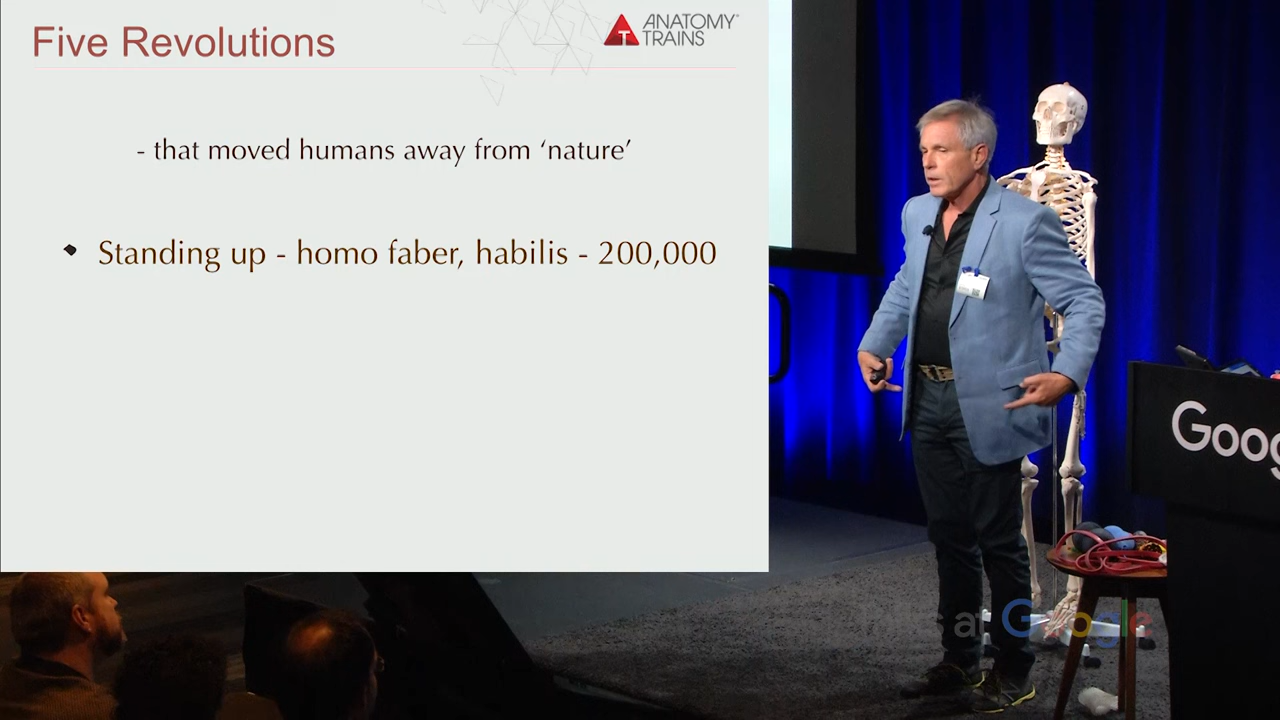 Five Revolutions
ANATOMY
TRAINS
- that moved humans away from ‘nature’
Standing up - homo faber, habilis - 200,000
Goog
at Google